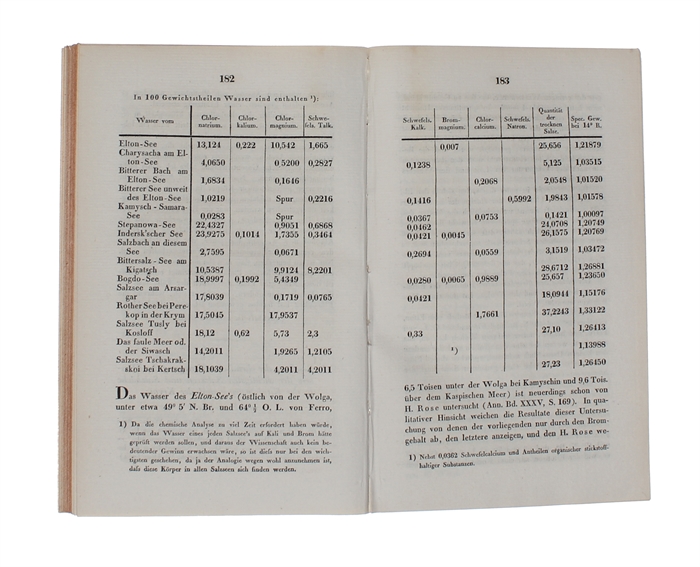 182
In 100 Gewichtstheilen Wasser sind enthalten ¹):
Wasser vom | Chlor-natrium. | Chlor-kalium. | Chlor-magnium. | Schwe-fels. Talk.
Elton-See 13,124 0,222 10,542 1,665
Charysacha am El-
ton-See 4,0650 0 5200 0,2827
Bitterer Bach am
Elton-See 1,6834 0,1646
Bitterer See unweit
des Elton-See 1,0219 Spur 0,2216
Kamysch-Samara-
See 0,0283 Spur
Stepanowa-See 22,4327 0,9051 0,6868
Indersk'scher See 23,9275 0,1014 1,7355 0,3464
Salzbach an diesem
See 2,7595 0,0671
Bittersalz-See am
Kigatsch 10,5387 9,9124 8,2201
Bogdo-See 18,9997 0,1992 5,4349
Salzsee am Arsar-
gar 17,8039 0,1719 0,0765
Rother See bei Pere-
kop in der Krym 17,5045 17,9537
Salzsee Tusly bei
Kosloff 18,12 0,62 5,73 2,3
Das faule Meer od.
der Siwasch 14,2011 1,9265 1,2105
Salzsee Tschakrak-
skoi bei Kertsch 18,1039 4,2011 4,2011
Das Wasser des Elton-See's (östlich von der Wolga,
unter etwa 49° 5′ N. Br. und 64° ½ O. L. von Ferro,
1) Da die chemische Analyse zu viel Zeit erfordert haben würde,
wenn das Wasser eines jeden Salzsee's auf Kali und Brom hätte
geprüft werden sollen, und daraus der Wissenschaft auch kein be-
deutender Gewinn erwachsen wäre, so ist diess nur bei den wich-
tigsten geschehen, da ja der Analogie wegen wohl anzunehmen ist,
dass diese Körper in allen Salzseen sich finden werden.
183
Schwefels. Kalk. | Brom-magnium. | Chlor-calcium. | Schwefels. Natron. | Quantität der trocknen Salze. | Spec. Gew. bei 14° R.
0,007 25,656 1,21879
0,1238 5,125 1,03515
0,2068 2,0548 1,01520
0,1416 0,5992 1,9843 1,01578
0,0367 0,0753 0,1421 1,00097
0,0462 24,0708 1,20749
0,0421 0,0045 26,1575 1,20769
0,2694 0,0559 3,1519 1,03472
28,6712 1,26881
0,0280 0,0065 0,9889 25,657 1,23650
0,0421 18,0944 1,15176
1,7661 37,2243 1,33122
0,33 27,10 1,26413
¹) 1,13988
27,23 1,26450
6,5 Toisen unter der Wolga bei Kamyschin und 9,6 Tois.
über dem Kaspischen Meer) ist neuerdings schon von
H. Rose untersucht (Ann. Bd. XXXV, S. 169). In qua-
litativer Hinsicht weichen die Resultate dieser Untersu-
chung von denen der vorliegenden nur durch den Brom-
gehalt ab, den letztere anzeigen, und den H. Rose wo-
1) Nebst 0,0362 Schwefelcalcium und Antheilen organischer stickstoff-
haltiger Substanzen.